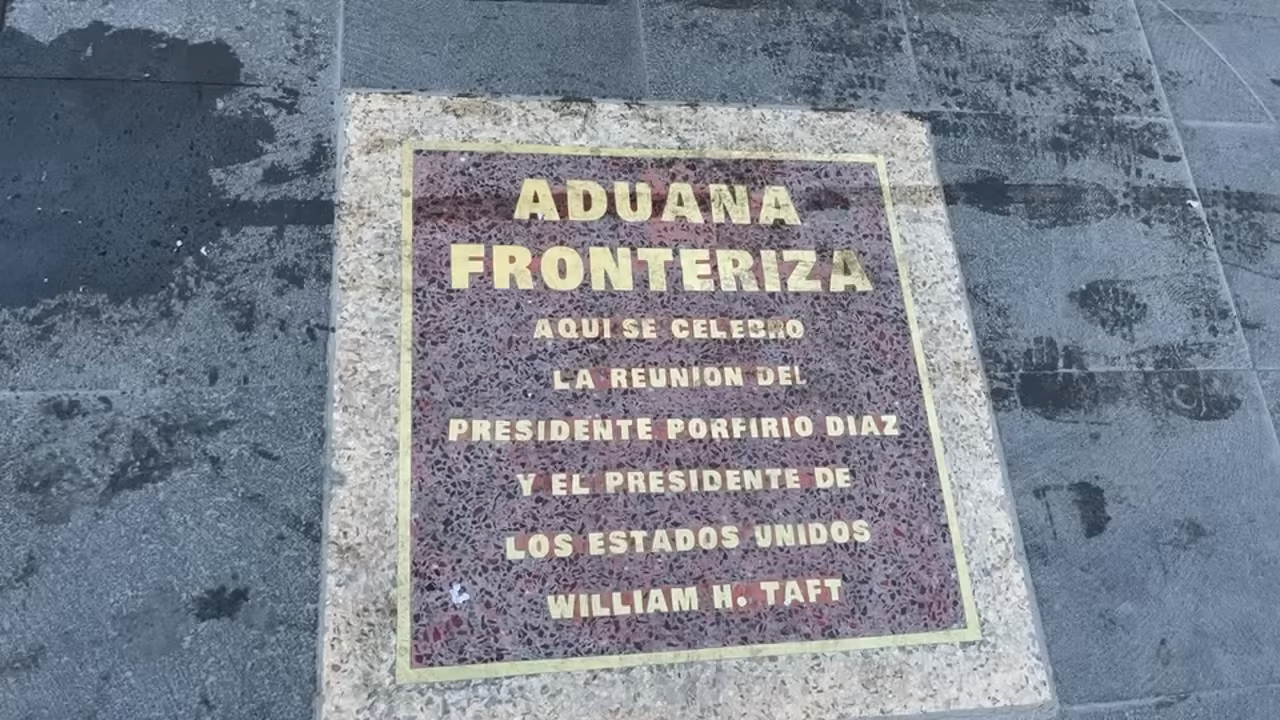 ADUANA
FRONTERIZA
AQUI SE CELEBRO
LA REUNION DEL
PRESIDENTE PORFIRIO DIAZ
Y EL PRESIDENTE DE
LOS ESTADOS UNIDOS
WILLIAM H. TAFT